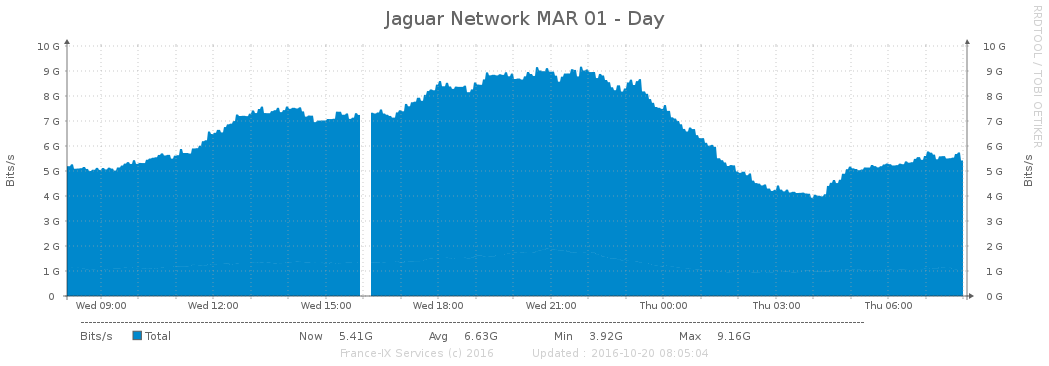 Jaguar Network MAR 01 - Day
RRDTOOL / TOBI OETIKER
10 G 10 G
9 G 9 G
8 G 8 G
7 G 7 G
6 G 6 G
5 G 5 G
4 G 4 G
3 G 3 G
2 G 2 G
1 G 1 G
0 0 G
Bits/s
Bits/s
Wed 09:00 Wed 12:00 Wed 15:00 Wed 18:00 Wed 21:00 Thu 00:00 Thu 03:00 Thu 06:00
Bits/s Total Now 5.41G Avg 6.63G Min 3.92G Max 9.16G
France-IX Services (c) 2016 Updated : 2016-10-20 08:05:04